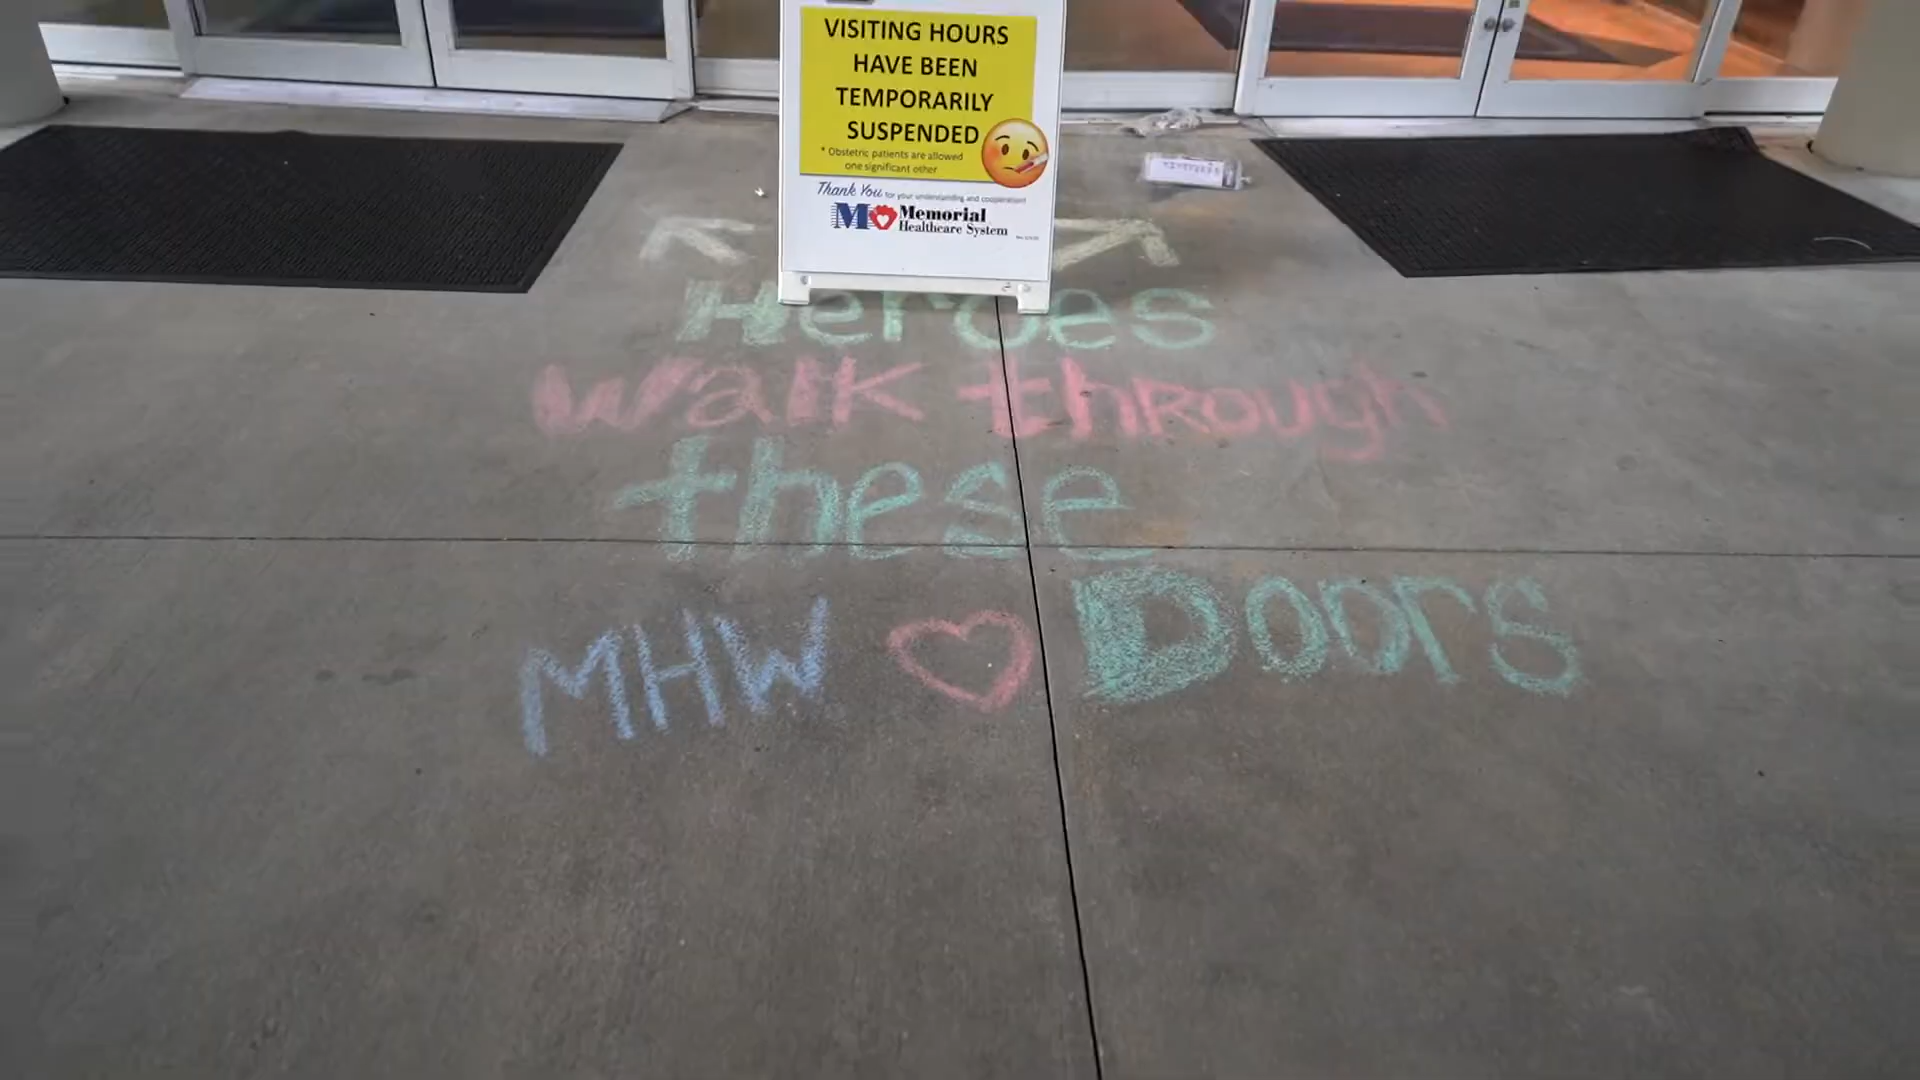 VISITING HOURS
HAVE BEEN
TEMPORARILY
SUSPENDED
* Obstetric patients are allowed
one significant other
Thank You for your understanding and cooperation!
M Memorial
Healthcare System
Heroes
Walk through
these
MHW Doors